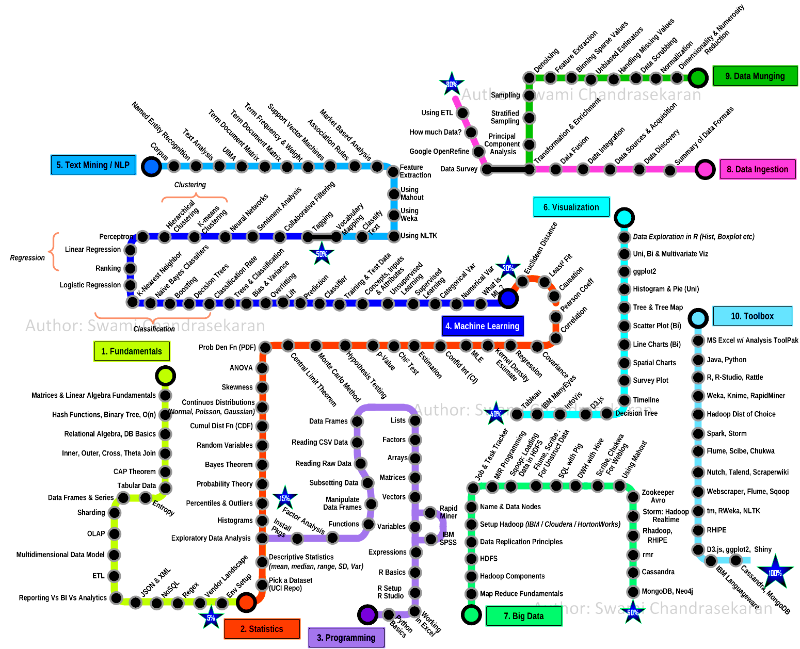 Dimensionality & Numerosity
Reduction
Normalization
Data Scrubbing
Handling Missing Values
Unbiased Estimators
Binning Sparse Values
Feature Extraction
Denoising
9. Data Munging
Author: Swami Chandrasekaran
Sampling
Stratified
Sampling
Principal
Component
Analysis
Using ETL
How much Data?
Google OpenRefine
Data Survey
Transformation & Enrichment
Data Fusion
Data Integration
Data Sources & Acquisition
Data Discovery
Summary of Data Formats
8. Data Ingestion
5. Text Mining / NLP
Corpus
Named Entity Recognition
Text Analysis
UIMA
Term Document Matrix
Term Document Matrix
Term Frequency & Weight
Support Vector Machines
Association Rules
Market Based Analysis
Feature
Extraction
Using
Mahout
Using
Weka
Using NLTK
Classify
Text
Vocabulary
Mapping
Tagging
50%
Clustering
Collaborative Filtering
Sentiment Analysis
Neural Networks
K-means
Clustering
Hierarchical
Clustering
Perceptron
Regression
Linear Regression
Ranking
Logistic Regression
K-Nearest Neighbor
Naive Bayes Classifiers
Boosting
Decision Trees
Classification Rate
Trees & Classification
Bias & Variance
Overfitting
Lift
Prediction
Classifier
Training & Test Data
Concepts, Inputs
& Attributes
Unsupervised
Learning
Supervised
Learning
Categorical Var
Numerical Var
What is
ML?
30%
Classification
4. Machine Learning
Author: Swami Chandrasekaran
6. Visualization
Data Exploration in R (Hist, Boxplot etc)
Uni, Bi & Multivariate Viz
ggplot2
Histogram & Pie (Uni)
Tree & Tree Map
Scatter Plot (Bi)
Line Charts (Bi)
Spatial Charts
Survey Plot
Timeline
Decision Tree
D3.js
InfoVis
IBM ManyEyes
Tableau
Author: Swami Chandrasekaran
10. Toolbox
MS Excel w/ Analysis ToolPak
Java, Python
R, R-Studio, Rattle
Weka, Knime, RapidMiner
Hadoop Dist of Choice
Spark, Storm
Flume, Scibe, Chukwa
Nutch, Talend, Scraperwiki
Webscraper, Flume, Sqoop
tm, RWeka, NLTK
RHIPE
D3.js, ggplot2, Shiny
IBM Languageware
Cassandra, MongoDB
100%
1. Fundamentals
Matrices & Linear Algebra Fundamentals
Hash Functions, Binary Tree, O(n)
Relational Algebra, DB Basics
Inner, Outer, Cross, Theta Join
CAP Theorem
Tabular Data
Entropy
Data Frames & Series
Sharding
OLAP
Multidimensional Data Model
ETL
Reporting Vs BI Vs Analytics
JSON & XML
NoSQL
Regex
Vendor Landscape
Env Setup
5%
2. Statistics
Pick a Dataset
(UCI Repo)
Descriptive Statistics
(mean, median, range, SD, Var)
Exploratory Data Analysis
Histograms
Percentiles & Outliers
Probability Theory
Bayes Theorem
Random Variables
Cumul Dist Fn (CDF)
Continuos Distributions
(Normal, Poisson, Gaussian)
Skewness
ANOVA
Prob Den Fn (PDF)
Central Limit Theorem
Monte Carlo Method
Hypothesis Testing
p-Value
Chi² Test
Estimation
Confid Int (CI)
MLE
Kernel Density
Estimate
Regression
Covariance
Correlation
Pearson Coeff
Causation
Least Fit
Euclidean Distance
15%
3. Programming
Python
Basics
Working
in Excel
R Setup
R Studio
R Basics
Expressions
Variables
IBM
SPSS
Rapid
Miner
Vectors
Matrices
Arrays
Factors
Lists
Data Frames
Reading CSV Data
Reading Raw Data
Subsetting Data
Manipulate
Data Frames
Functions
Factor Analysis
Install
Pkgs
7. Big Data
Map Reduce Fundamentals
Hadoop Components
HDFS
Data Replication Principles
Setup Hadoop (IBM / Cloudera / HortonWorks)
Name & Data Nodes
Job & Task Tracker
M/R Programming
Sqoop: Loading
Data in HDFS
Flume, Scribe:
For Unstruct Data
SQL with Pig
DWH with Hive
Scribe, Chukwa
For Weblog
Using Mahout
Zookeeper
Avro
Storm: Hadoop
Realtime
Rhadoop,
RHIPE
rmr
Cassandra
MongoDB, Neo4j
Author: Swami Chandrasekaran